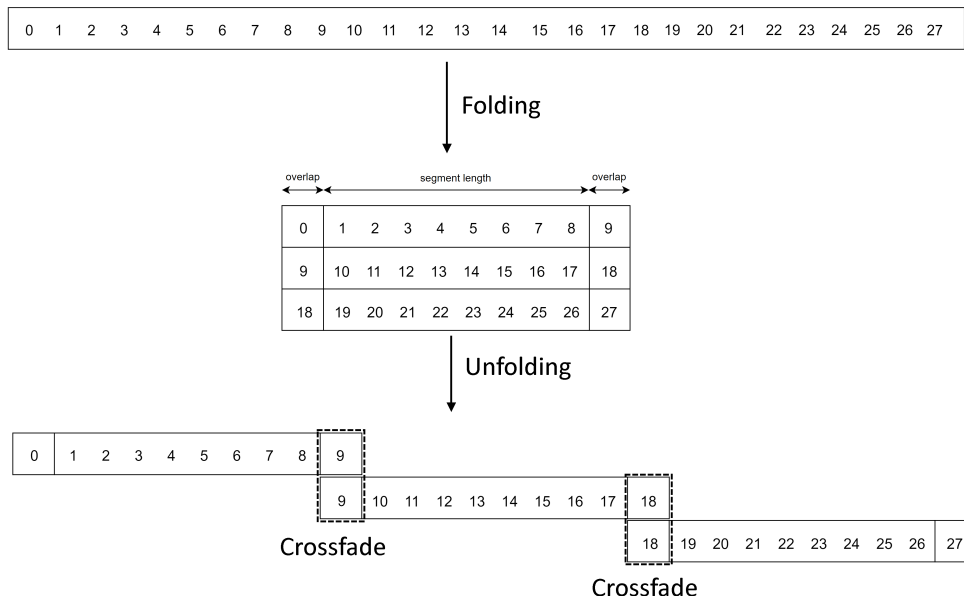 0 1 2 3 4 5 6 7 8 9 10 11 12 13 14 15 16 17 18 19 20 21 22 23 24 25 26 27
Folding
overlap segment length overlap
0 1 2 3 4 5 6 7 8 9
9 10 11 12 13 14 15 16 17 18
18 19 20 21 22 23 24 25 26 27
Unfolding
0 1 2 3 4 5 6 7 8 9
9 10 11 12 13 14 15 16 17 18
Crossfade
18 19 20 21 22 23 24 25 26 27
Crossfade